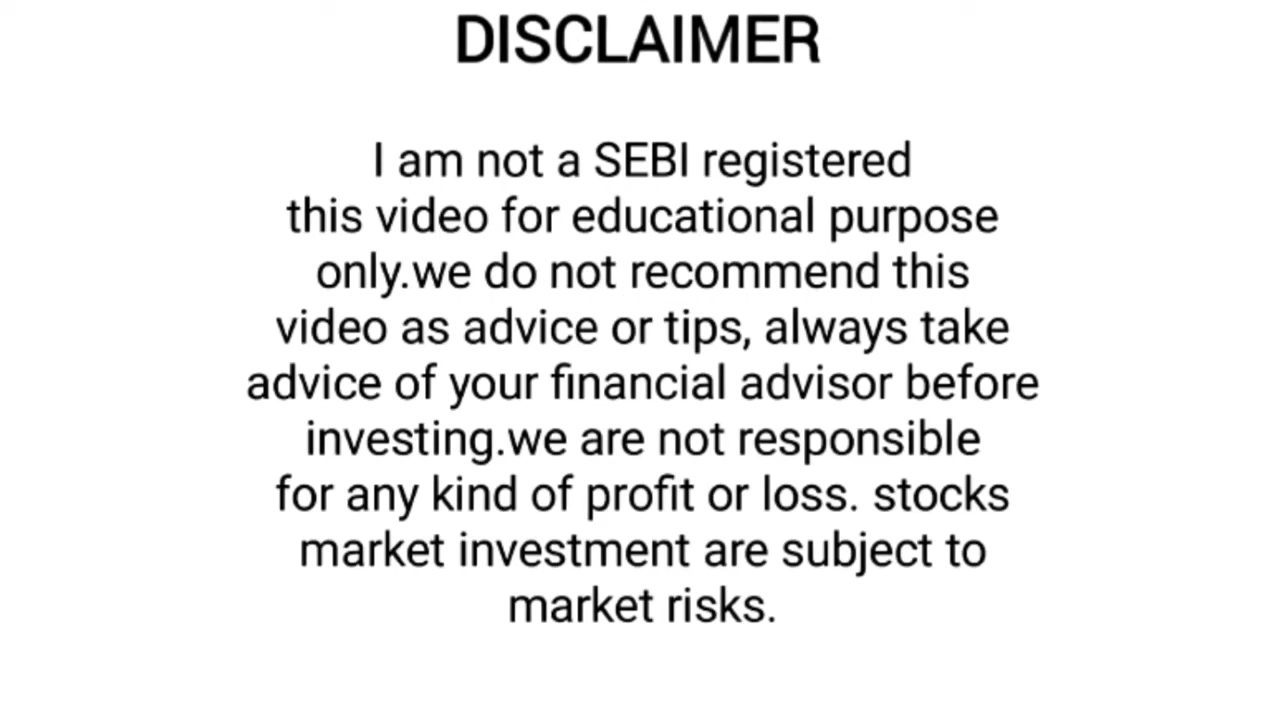 DISCLAIMER
I am not a SEBI registered
this video for educational purpose
only.we do not recommend this
video as advice or tips, always take
advice of your financial advisor before
investing.we are not responsible
for any kind of profit or loss. stocks
market investment are subject to
market risks.